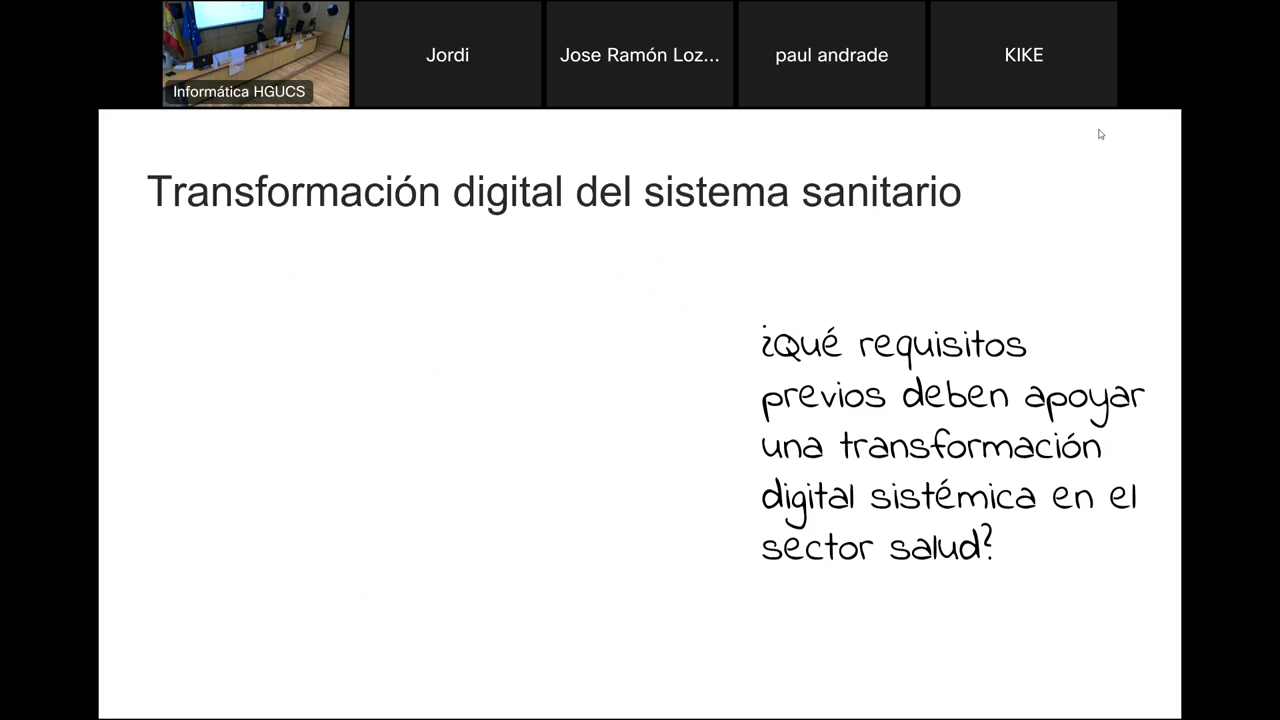 Informática HGUCS
Jordi
Jose Ramón Loz...
paul andrade
KIKE
Transformación digital del sistema sanitario
¿Qué requisitos
previos deben apoyar
una transformación
digital sistémica en el
sector salud?